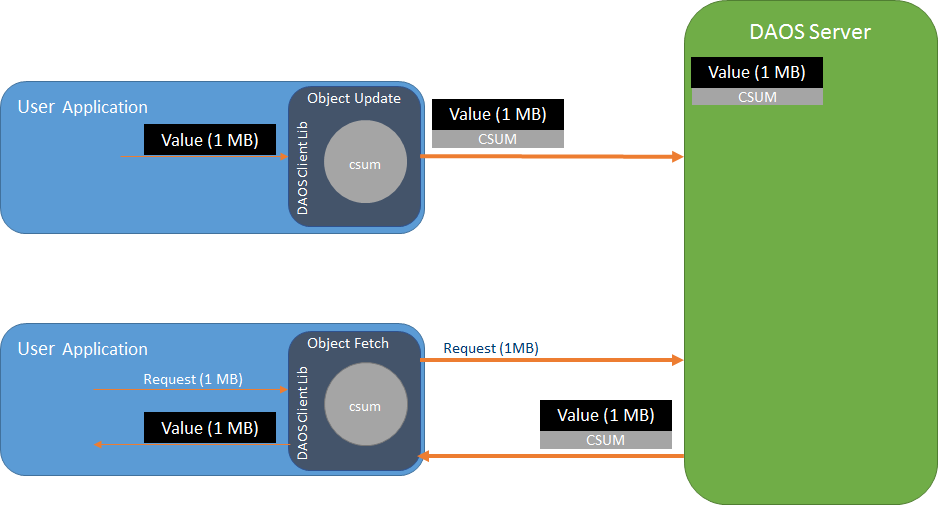 DAOS Server
Value (1 MB)
CSUM
User Application
Object Update
Value (1 MB)
DAOS Client Lib
csum
Value (1 MB)
CSUM
User Application
Object Fetch
Request (1 MB)
Value (1 MB)
DAOS Client Lib
csum
Request (1MB)
Value (1 MB)
CSUM